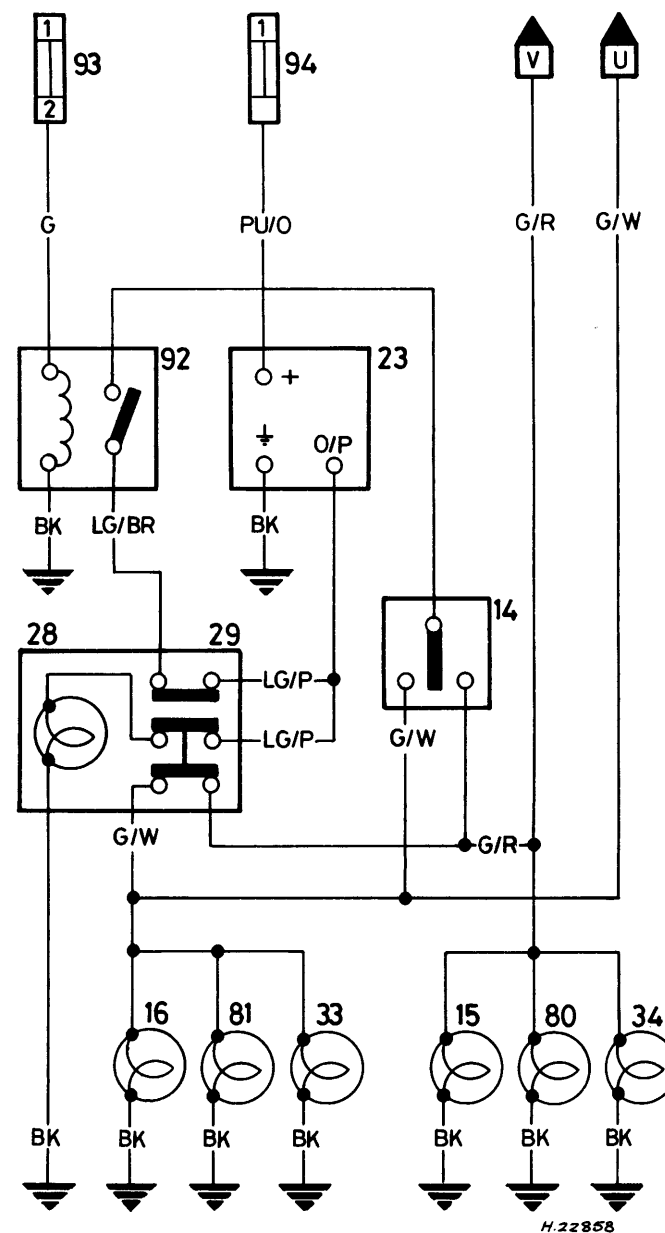 1
93
2
1
94
V
U
G
PU/O
G/R
G/W
92
23
+
O/P
BK
LG/BR
BK
28
29
14
LG/P
LG/P
G/W
G/W
G/R
16
81
33
15
80
34
BK
BK
BK
BK
BK
BK
BK
H.22858